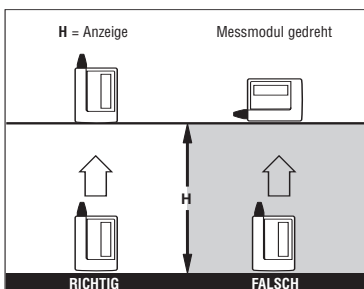 H = Anzeige
Messmodul gedreht
H
RICHTIG
FALSCH